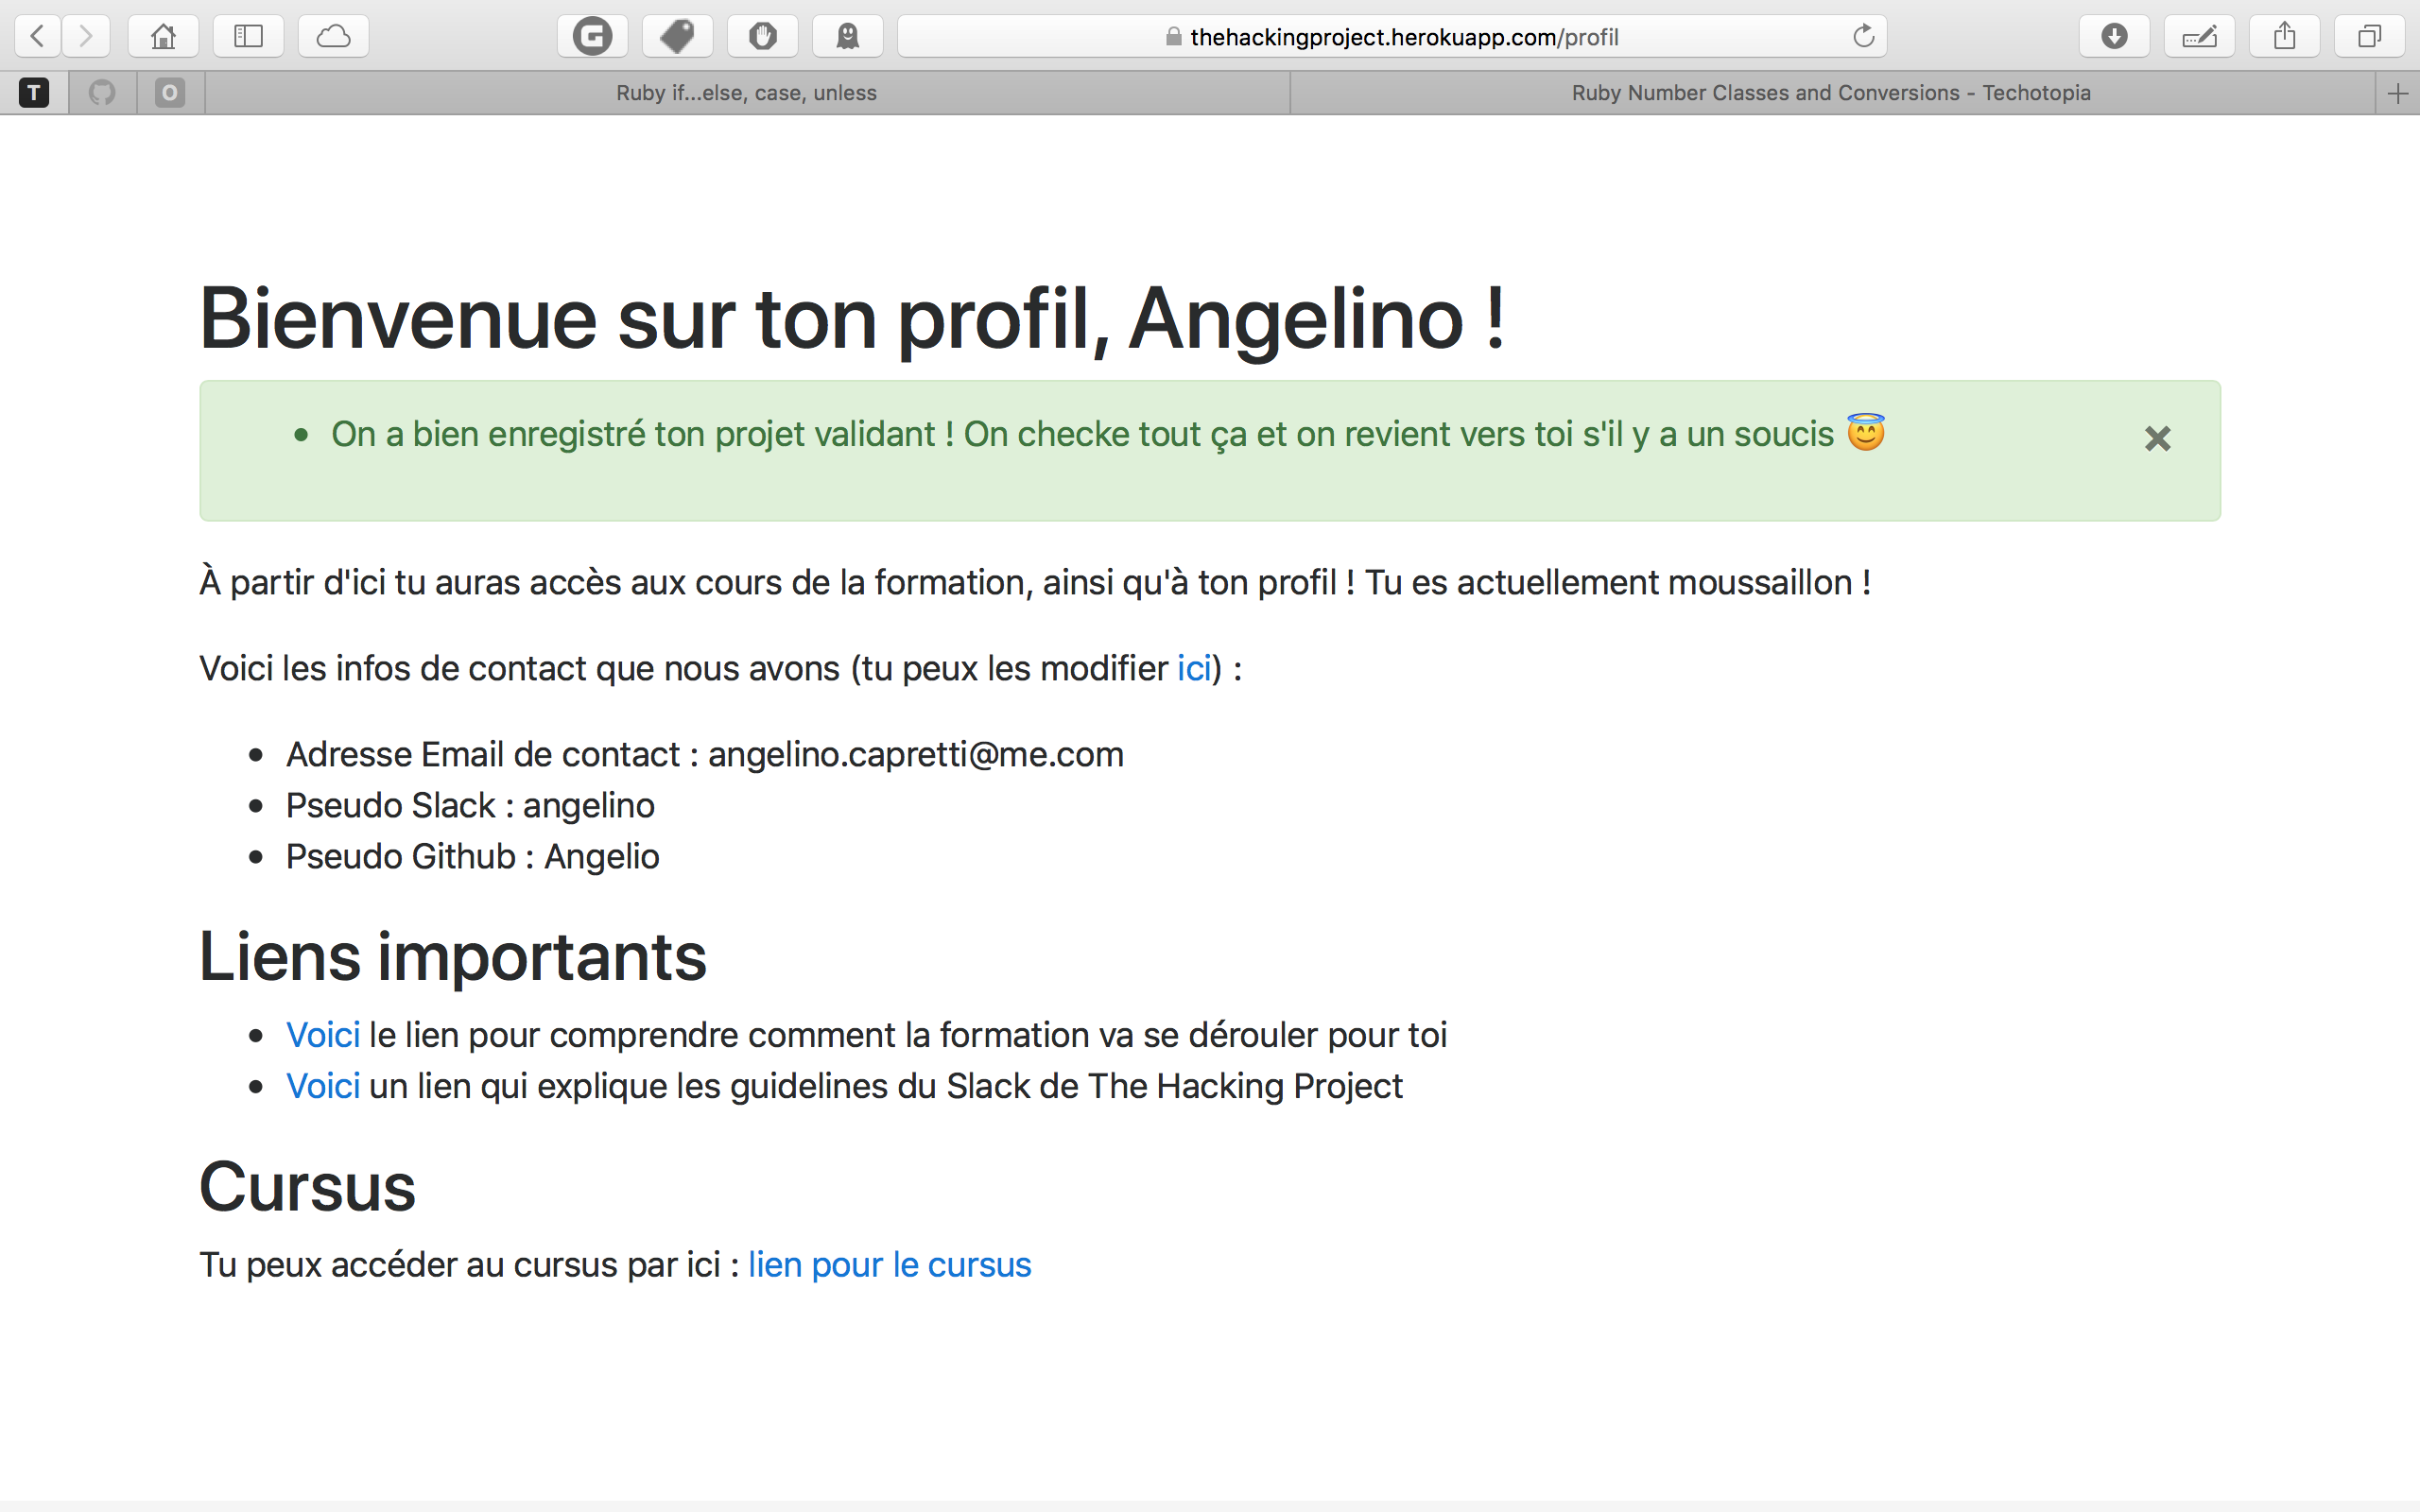 thehackingproject.herokuapp.com/profil
T
O
Ruby if...else, case, unless
Ruby Number Classes and Conversions - Techotopia
Bienvenue sur ton profil, Angelino !
On a bien enregistré ton projet validant ! On checke tout ça et on revient vers toi s'il y a un soucis 😇
À partir d'ici tu auras accès aux cours de la formation, ainsi qu'à ton profil ! Tu es actuellement moussaillon !
Voici les infos de contact que nous avons (tu peux les modifier ici) :
Adresse Email de contact : angelino.capretti@me.com
Pseudo Slack : angelino
Pseudo Github : Angelio
Liens importants
Voici le lien pour comprendre comment la formation va se dérouler pour toi
Voici un lien qui explique les guidelines du Slack de The Hacking Project
Cursus
Tu peux accéder au cursus par ici : lien pour le cursus